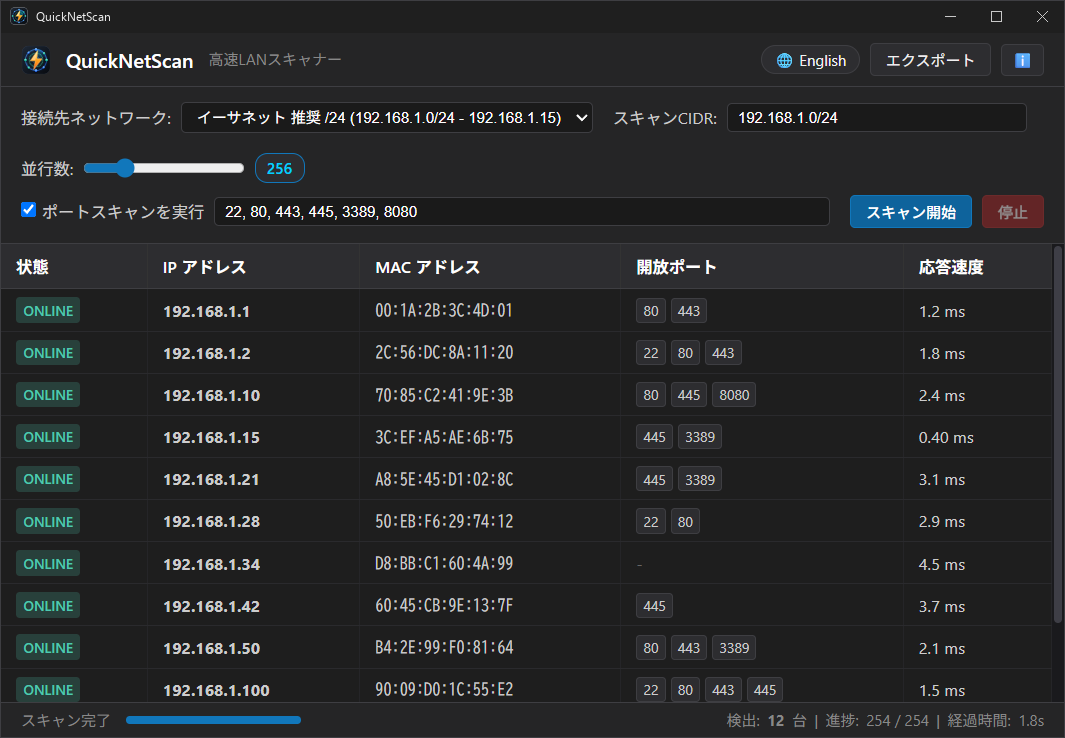 QuickNetScan
QuickNetScan 高速LANスキャナー English エクスポート i
接続先ネットワーク: イーサネット 推奨 /24 (192.168.1.0/24 - 192.168.1.15) スキャンCIDR: 192.168.1.0/24
並行数: 256
ポートスキャンを実行 22, 80, 443, 445, 3389, 8080 スキャン開始 停止
状態 IP アドレス MAC アドレス 開放ポート 応答速度
ONLINE 192.168.1.1 00:1A:2B:3C:4D:01 80 443 1.2 ms
ONLINE 192.168.1.2 2C:56:DC:8A:11:20 22 80 443 1.8 ms
ONLINE 192.168.1.10 70:85:C2:41:9E:3B 80 445 8080 2.4 ms
ONLINE 192.168.1.15 3C:EF:A5:AE:6B:75 445 3389 0.40 ms
ONLINE 192.168.1.21 A8:5E:45:D1:02:8C 445 3389 3.1 ms
ONLINE 192.168.1.28 50:EB:F6:29:74:12 22 80 2.9 ms
ONLINE 192.168.1.34 D8:BB:C1:60:4A:99 - 4.5 ms
ONLINE 192.168.1.42 60:45:CB:9E:13:7F 445 3.7 ms
ONLINE 192.168.1.50 B4:2E:99:F0:81:64 80 443 3389 2.1 ms
ONLINE 192.168.1.100 90:09:D0:1C:55:E2 22 80 443 445 1.5 ms
スキャン完了 検出: 12 台 | 進捗: 254 / 254 | 経過時間: 1.8s